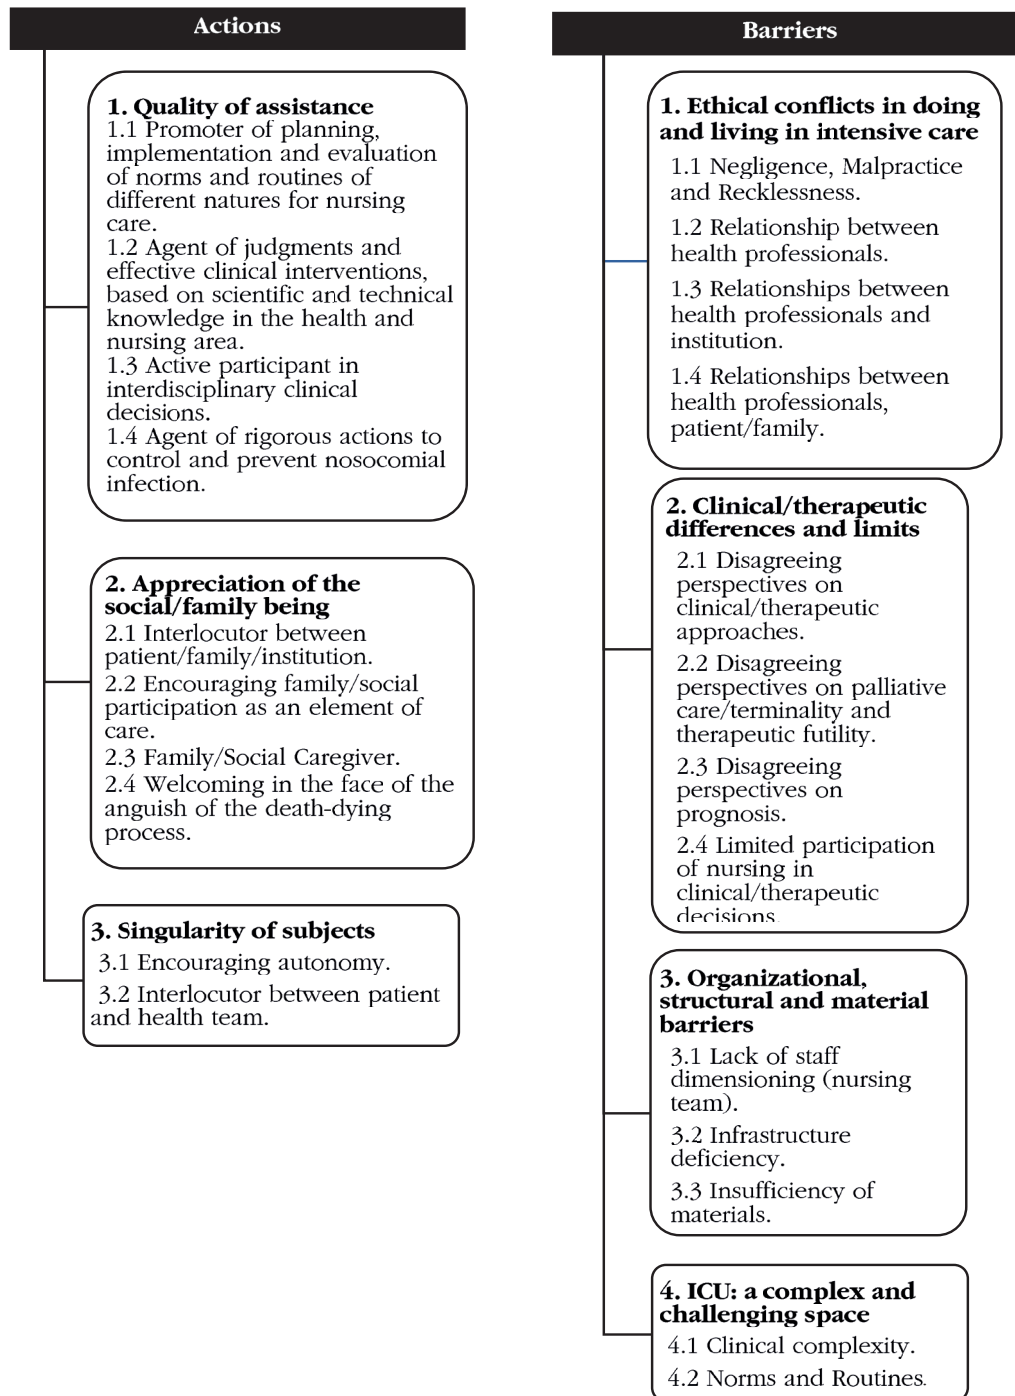 Actions
1. Quality of assistance
1.1 Promoter of planning,
implementation and evaluation
of norms and routines of
different natures for nursing
care.
1.2 Agent of judgments and
effective clinical interventions,
based on scientific and technical
knowledge in the health and
nursing area.
1.3 Active participant in
interdisciplinary clinical
decisions.
1.4 Agent of rigorous actions to
control and prevent nosocomial
infection.
2. Appreciation of the
social/family being
2.1 Interlocutor between
patient/family/institution.
2.2 Encouraging family/social
participation as an element of
care.
2.3 Family/Social Caregiver.
2.4 Welcoming in the face of the
anguish of the death-dying
process.
3. Singularity of subjects
3.1 Encouraging autonomy.
3.2 Interlocutor between patient
and health team.
Barriers
1. Ethical conflicts in doing
and living in intensive care
1.1 Negligence, Malpractice
and Recklessness.
1.2 Relationship between
health professionals.
1.3 Relationships between
health professionals and
institution.
1.4 Relationships between
health professionals,
patient/family.
2. Clinical/therapeutic
differences and limits
2.1 Disagreeing
perspectives on
clinical/therapeutic
approaches.
2.2 Disagreeing
perspectives on palliative
care/terminality and
therapeutic futility.
2.3 Disagreeing
perspectives on
prognosis.
2.4 Limited participation
of nursing in
clinical/therapeutic
decisions.
3. Organizational,
structural and material
barriers
3.1 Lack of staff
dimensioning (nursing
team).
3.2 Infrastructure
deficiency.
3.3 Insufficiency of
materials.
4. ICU: a complex and
challenging space
4.1 Clinical complexity.
4.2 Norms and Routines.